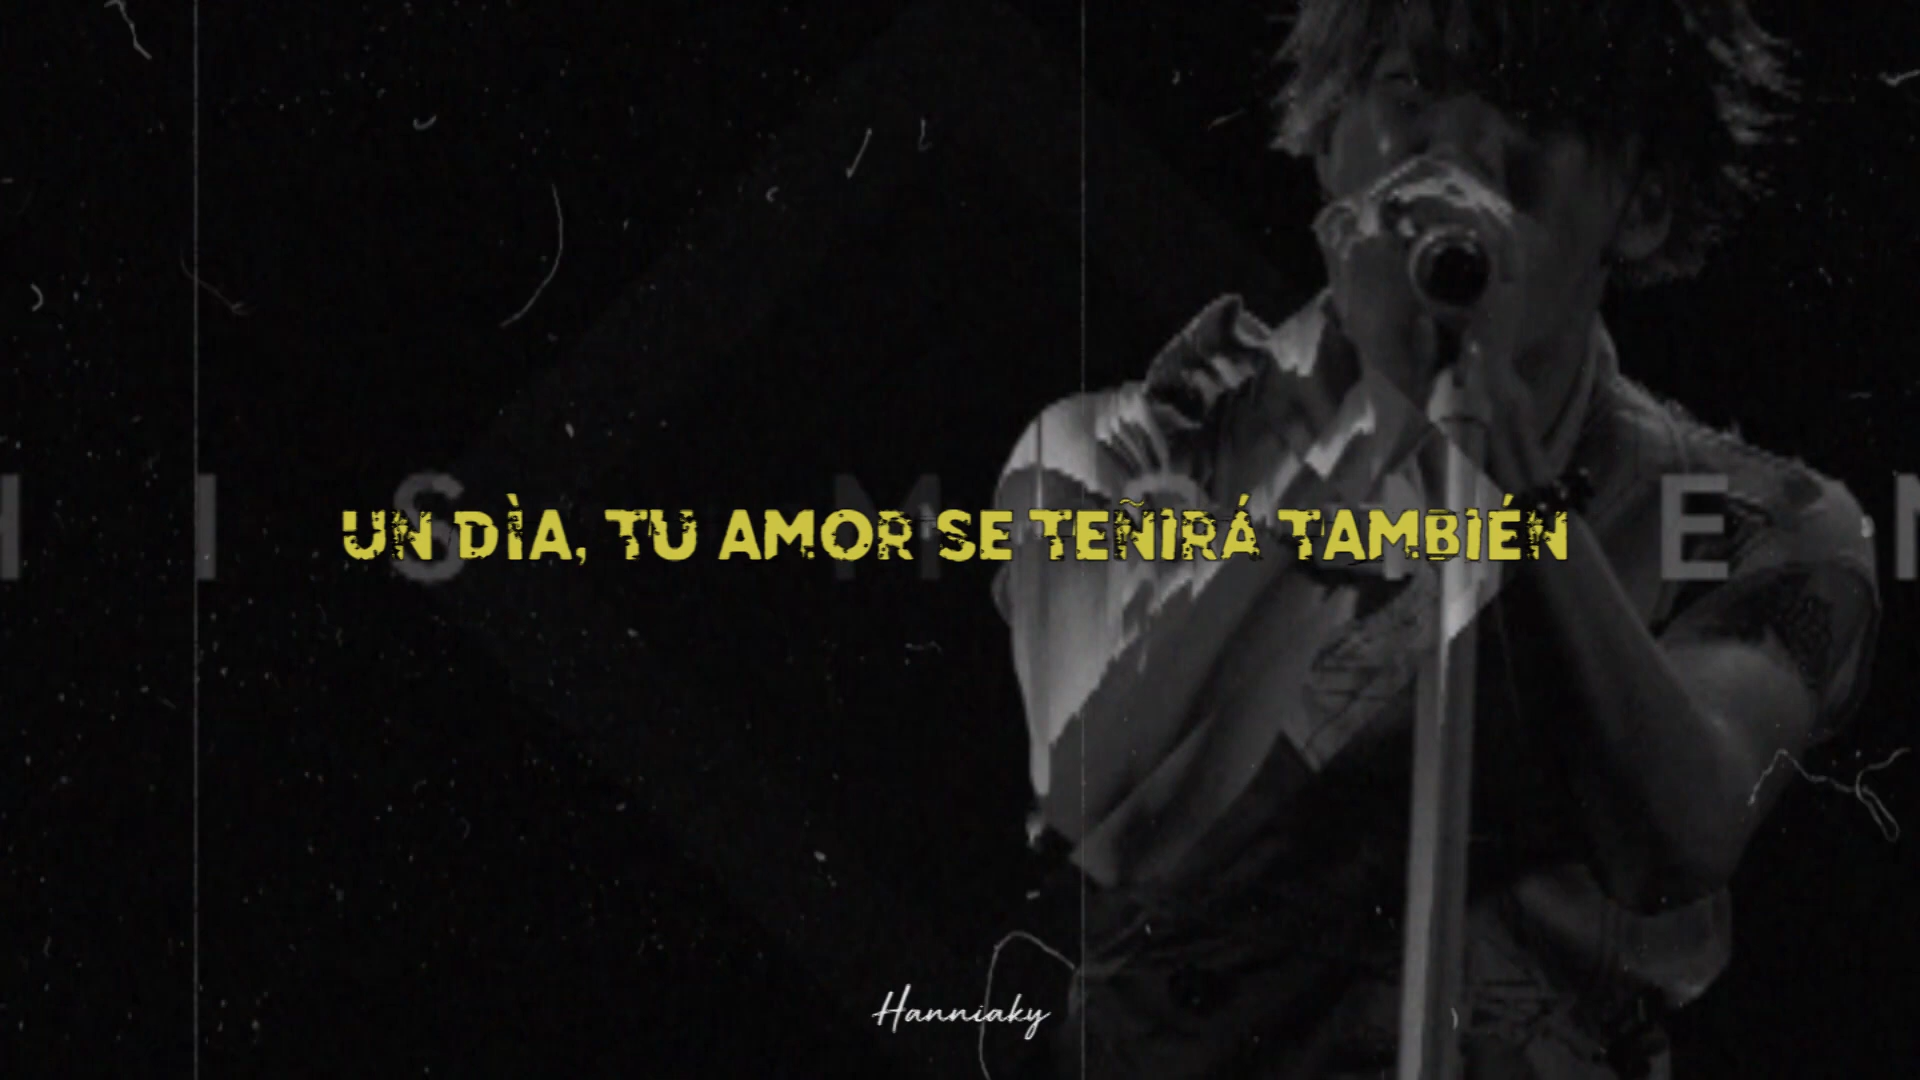 H I S M O M E N
UN DÌA, TU AMOR SE TEÑIRÁ TAMBIÉN
Hanniaky